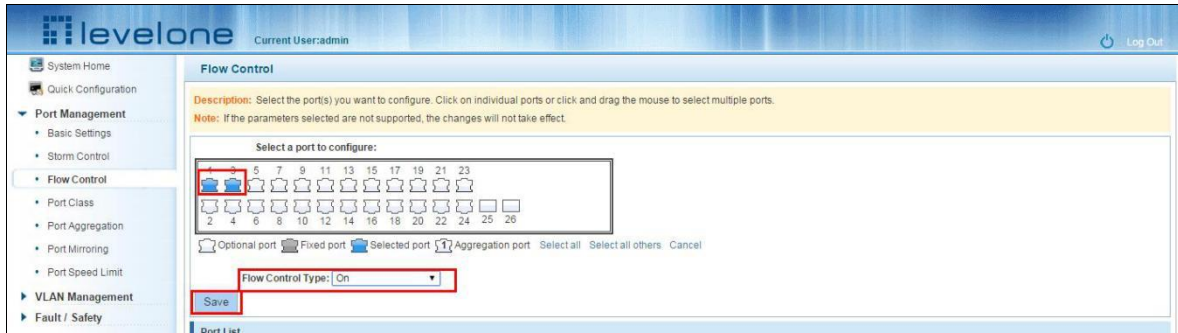 levelone
Current User:admin
Log Out
System Home
Quick Configuration
Port Management
Basic Settings
Storm Control
Flow Control
Port Class
Port Aggregation
Port Mirroring
Port Speed Limit
VLAN Management
Fault / Safety
Flow Control
Description: Select the port(s) you want to configure. Click on individual ports or click and drag the mouse to select multiple ports.
Note: If the parameters selected are not supported, the changes will not take effect.
Select a port to configure:
1 3 5 7 9 11 13 15 17 19 21 23
2 4 6 8 10 12 14 16 18 20 22 24 25 26
Optional port Fixed port Selected port 1 Aggregation port Select all Select all others Cancel
Flow Control Type: On
Save
Port List